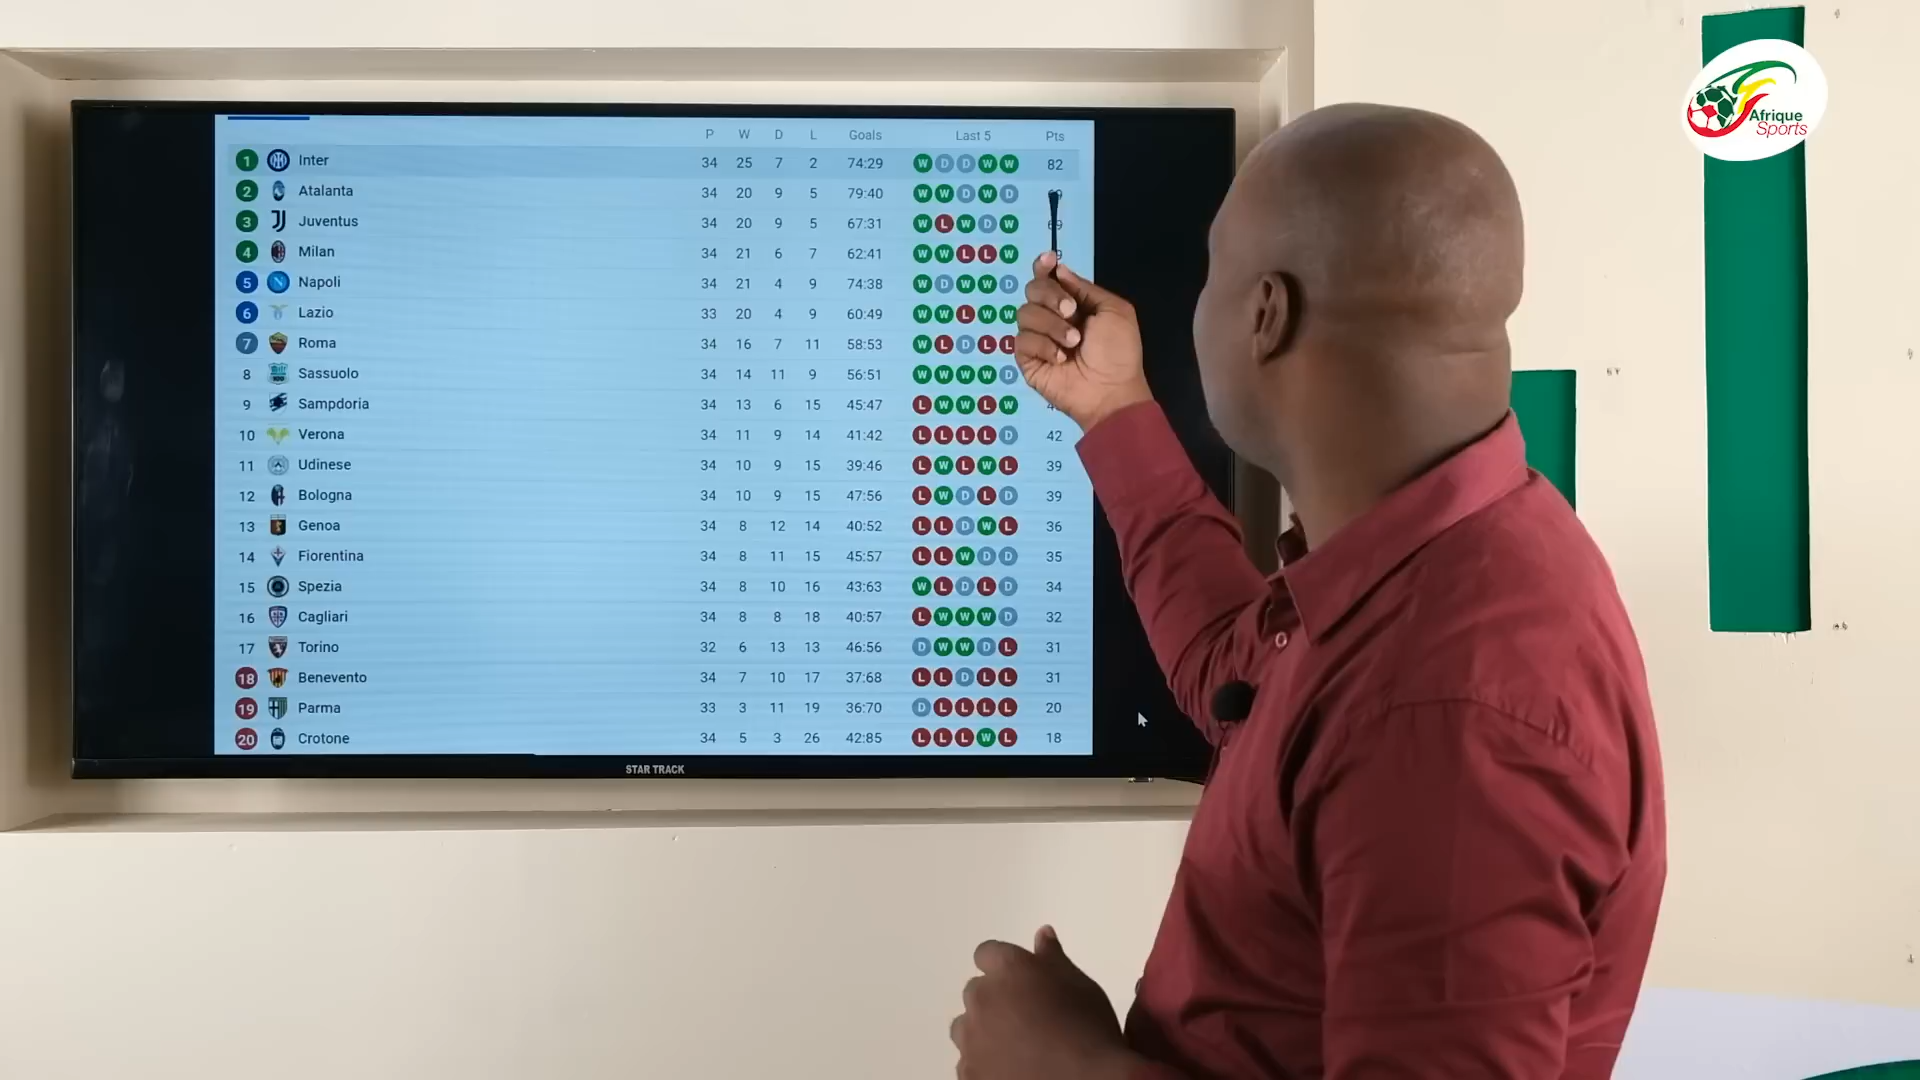 P W D L Goals Last 5 Pts
1 Inter 34 25 7 2 74:29 W D D W W 82
2 Atalanta 34 20 9 5 79:40 W W D W D
3 Juventus 34 20 9 5 67:31 W L W D W
4 Milan 34 21 6 7 62:41 W W L L W
5 Napoli 34 21 4 9 74:38 W D W W D
6 Lazio 33 20 4 9 60:49 W W L W W
7 Roma 34 16 7 11 58:53 W L D L L
8 Sassuolo 34 14 11 9 56:51 W W W W D
9 Sampdoria 34 13 6 15 45:47 L W W L W
10 Verona 34 11 9 14 41:42 L L L L D 42
11 Udinese 34 10 9 15 39:46 L W L W L 39
12 Bologna 34 10 9 15 47:56 L W D L D 39
13 Genoa 34 8 12 14 40:52 L L D W L 36
14 Fiorentina 34 8 11 15 45:57 L L W D D 35
15 Spezia 34 8 10 16 43:63 W L D L D 34
16 Cagliari 34 8 8 18 40:57 L W W W D 32
17 Torino 32 6 13 13 46:56 D W W D L 31
18 Benevento 34 7 10 17 37:68 L L D L L 31
19 Parma 33 3 11 19 36:70 D L L L L 20
20 Crotone 34 5 3 26 42:85 L L L W L 18
STAR TRACK
Afrique
Sports